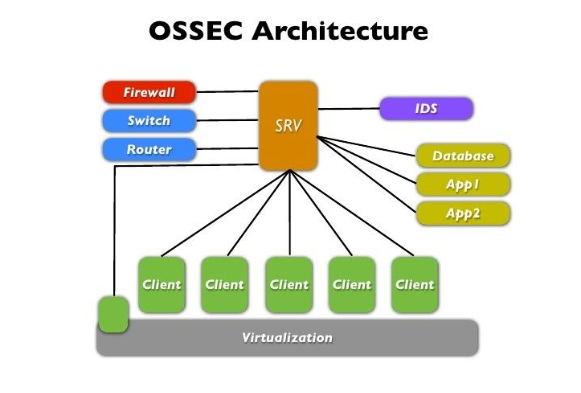 OSSEC Architecture
Firewall
Switch
Router
SRV
IDS
Database
App1
App2
Client
Client
Client
Client
Client
Virtualization